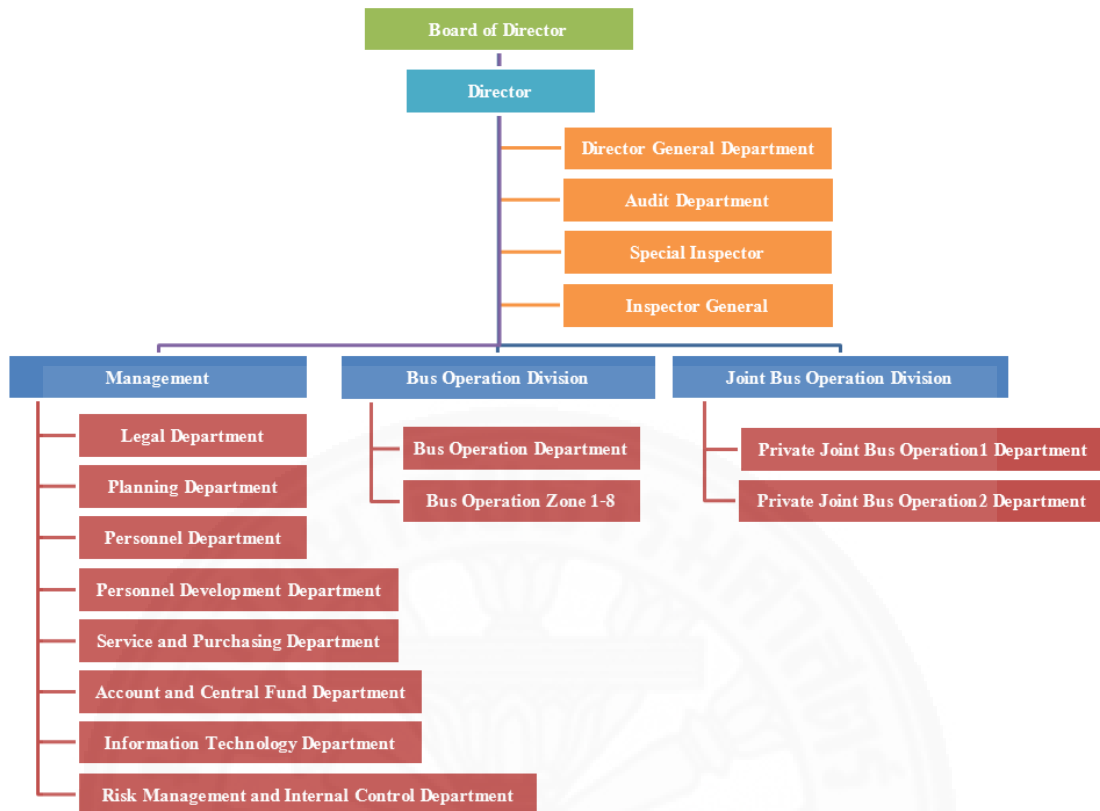 Board of Director
Director
Director General Department
Audit Department
Special Inspector
Inspector General
Management
Bus Operation Division
Joint Bus Operation Division
Legal Department
Planning Department
Personnel Department
Personnel Development Department
Service and Purchasing Department
Account and Central Fund Department
Information Technology Department
Risk Management and Internal Control Department
Bus Operation Department
Bus Operation Zone 1-8
Private Joint Bus Operation1 Department
Private Joint Bus Operation2 Department